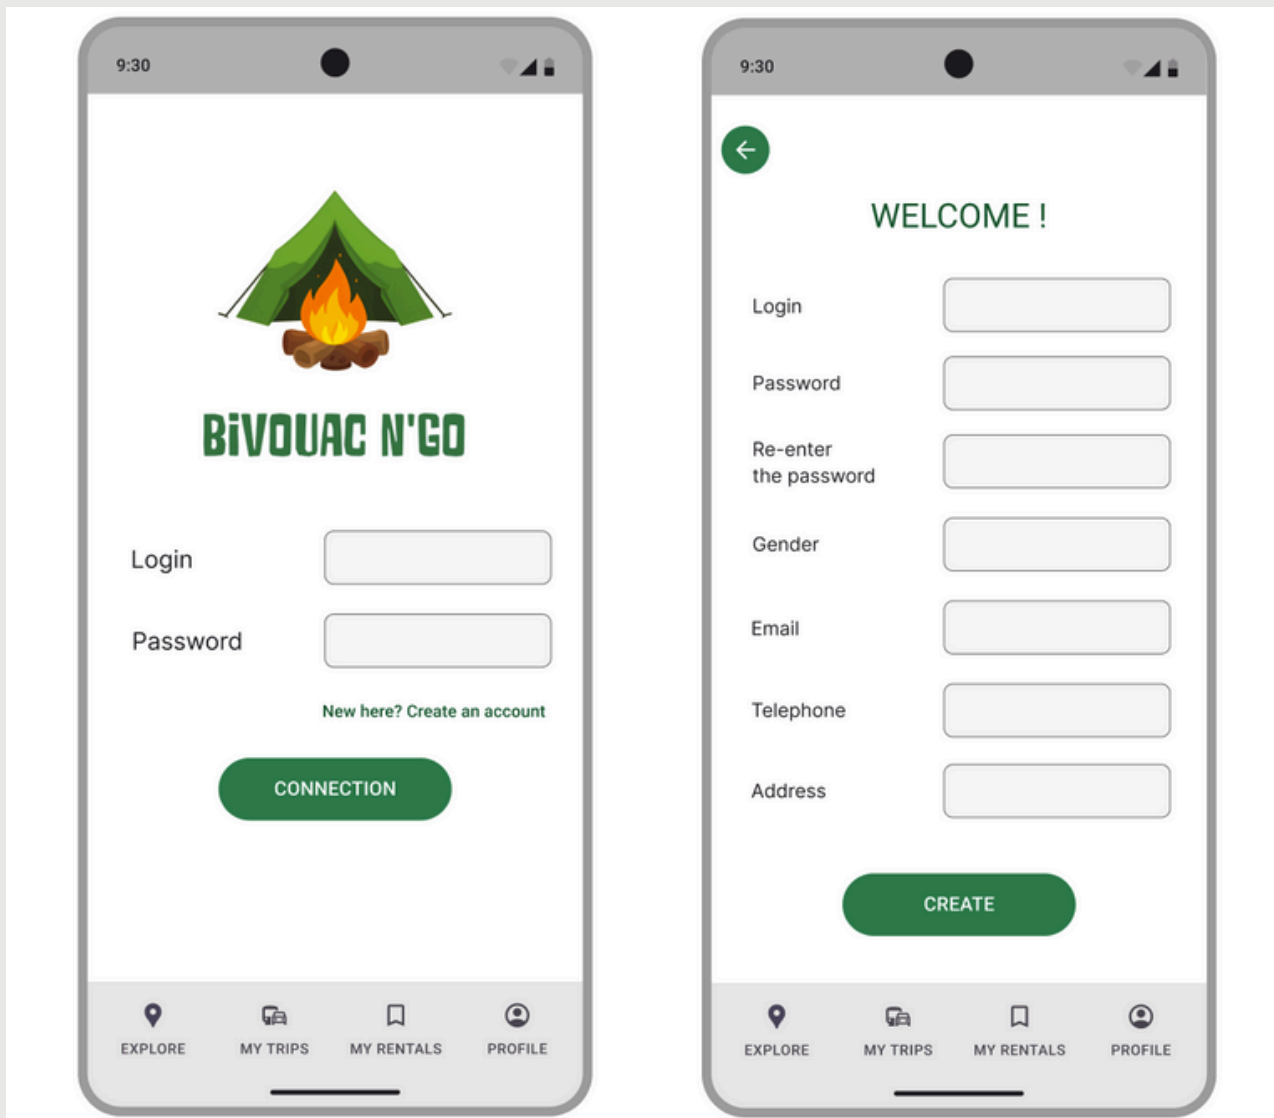 9:30
BiVOUAC N'GO
Login
Password
New here? Create an account
CONNECTION
EXPLORE
MY TRIPS
MY RENTALS
PROFILE
9:30
WELCOME !
Login
Password
Re-enter
the password
Gender
Email
Telephone
Address
CREATE
EXPLORE
MY TRIPS
MY RENTALS
PROFILE